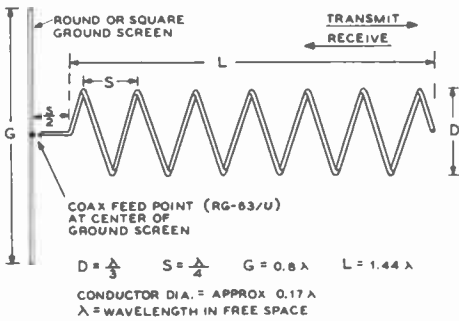 ROUND OR SQUARE
GROUND SCREEN
TRANSMIT
RECEIVE
L
S
S/2
G
D
COAX FEED POINT (RG-63/U)
AT CENTER OF
GROUND SCREEN
D = λ/3 S = λ/4 G = 0.8 λ L = 1.44 λ
CONDUCTOR DIA. = APPROX 0.17 λ
λ = WAVELENGTH IN FREE SPACE